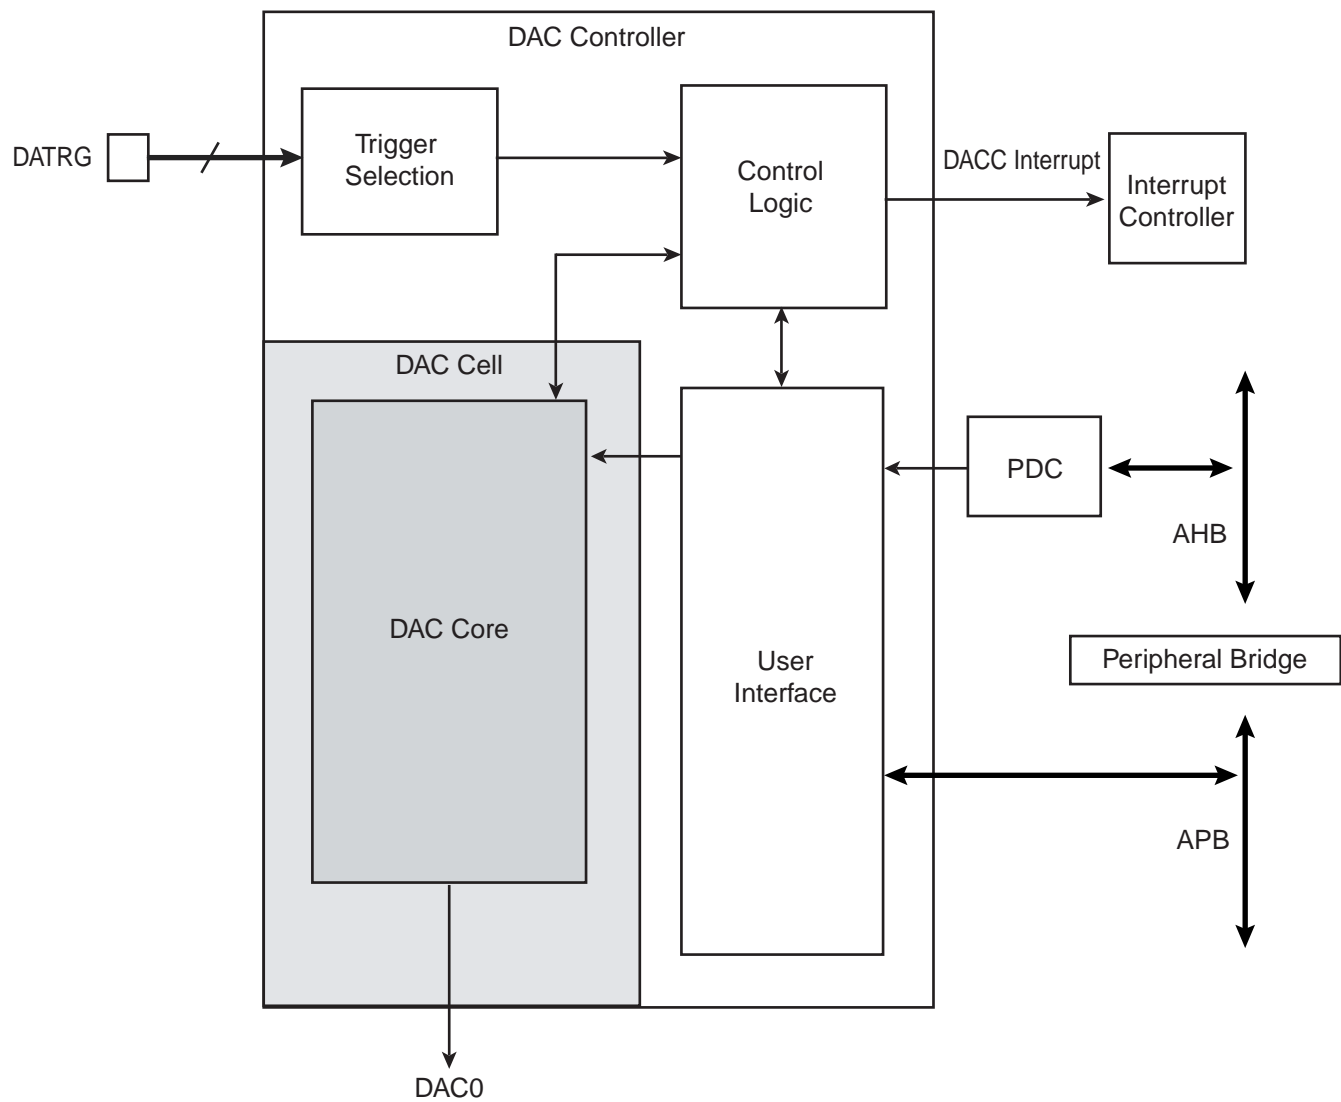 DAC Controller
DATRG
Trigger
Selection
Control
Logic
DACC Interrupt
Interrupt
Controller
DAC Cell
PDC
AHB
DAC Core
User
Interface
Peripheral Bridge
APB
DAC0